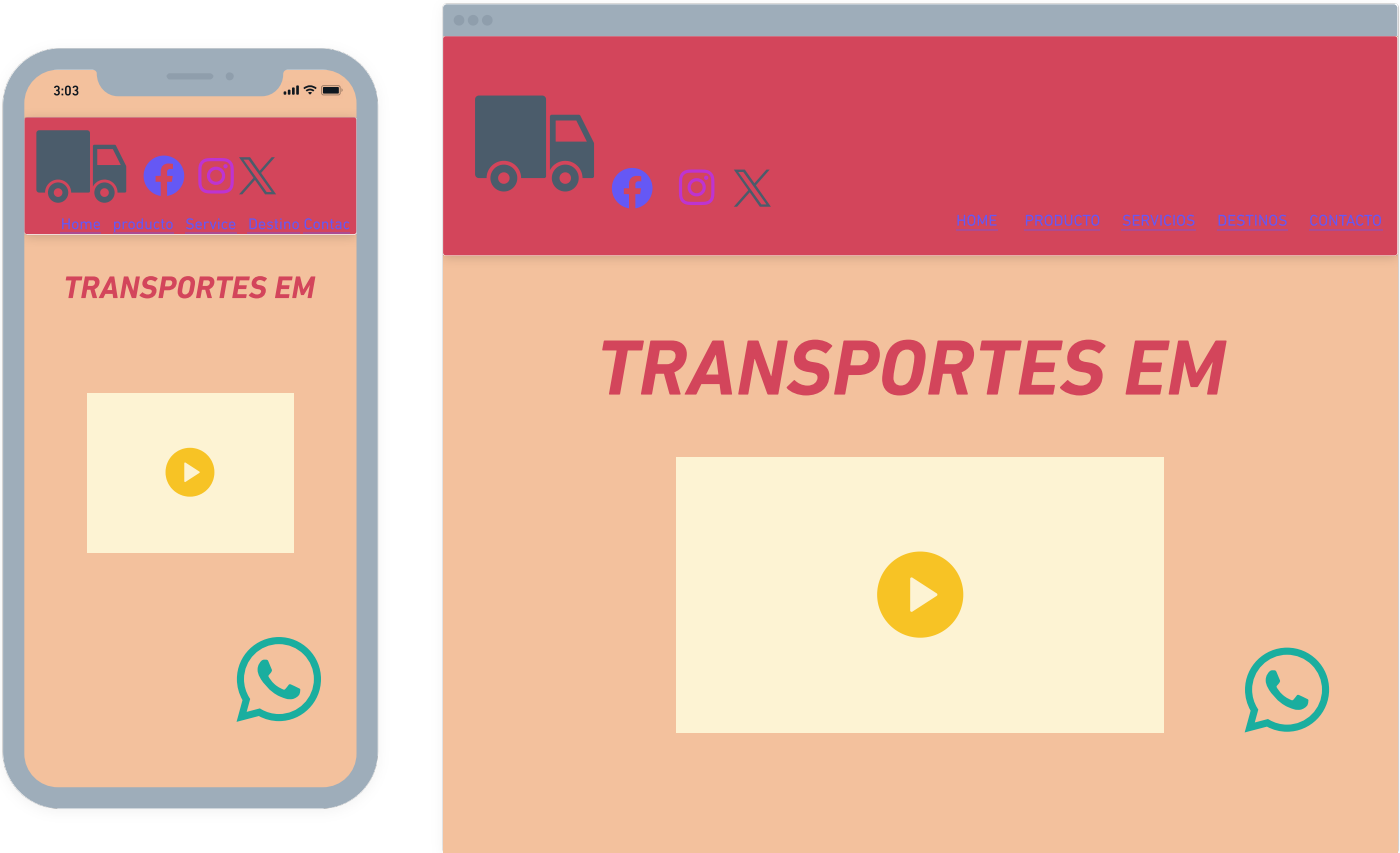 3:03
Home producto Service Destino Contac
TRANSPORTES EM
HOME PRODUCTO SERVICIOS DESTINOS CONTACTO
TRANSPORTES EM